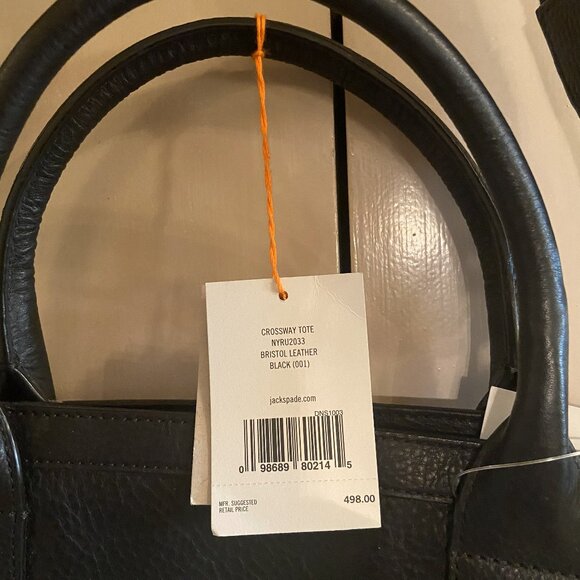 CROSSWAY TOTE
NYRU2033
BRISTOL LEATHER
BLACK (001)
jackspade.com
DNS1003
0 98689 80214 5
MFR. SUGGESTED
RETAIL PRICE
498.00